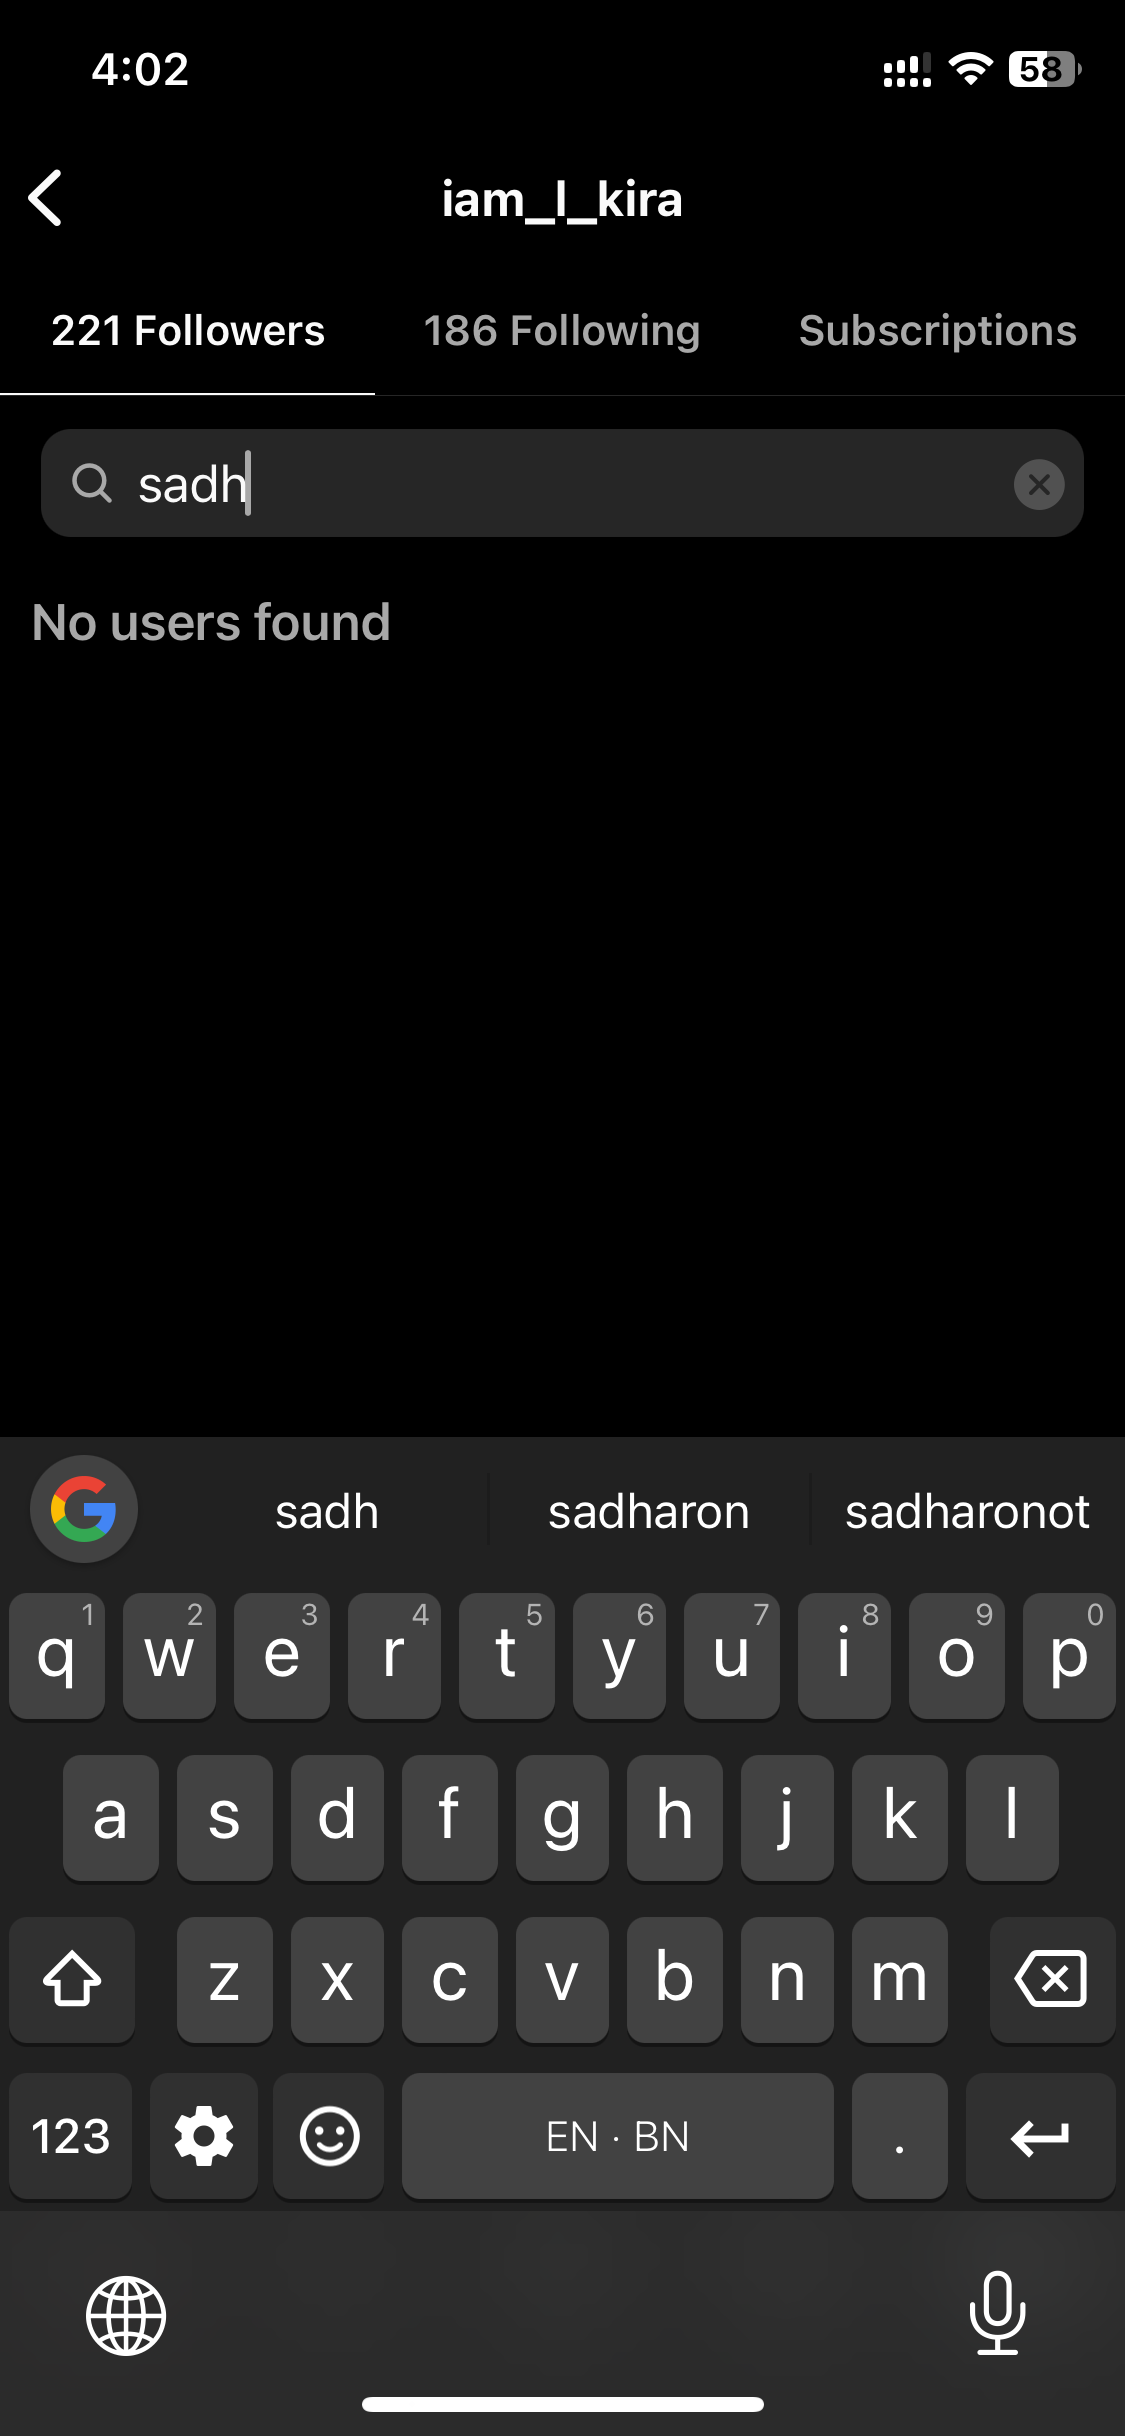 4:02
58
iam_l_kira
221 Followers
186 Following
Subscriptions
sadh
No users found
sadh
sadharon
sadharonot
q 1 w 2 e 3 r 4 t 5 y 6 u 7 i 8 o 9 p 0
a s d f g h j k l
z x c v b n m
123
EN · BN
.